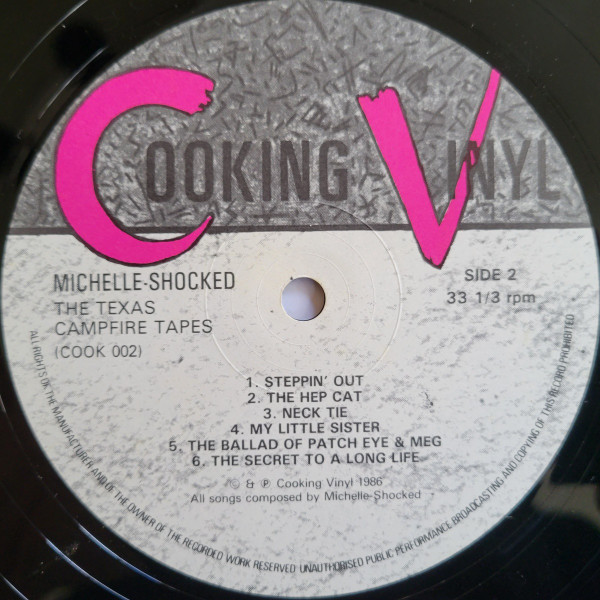 COOKING VINYL
MICHELLE-SHOCKED
THE TEXAS
CAMPFIRE TAPES
(COOK 002)
SIDE 2
33 1/3 rpm
1. STEPPIN' OUT
2. THE HEP CAT
3. NECK TIE
4. MY LITTLE SISTER
5. THE BALLAD OF PATCH EYE & MEG
6. THE SECRET TO A LONG LIFE
© & ℗ Cooking Vinyl 1986
All songs composed by Michelle-Shocked
ALL RIGHTS OK THE MANUFACTURER AND OF THE OWNER OF THE RECORDED WORK RESERVED UNAUTHORISED PUBLIC PERFORMANCE BROADCASTING AND COPYING OF THIS RECORD PROHIBITED